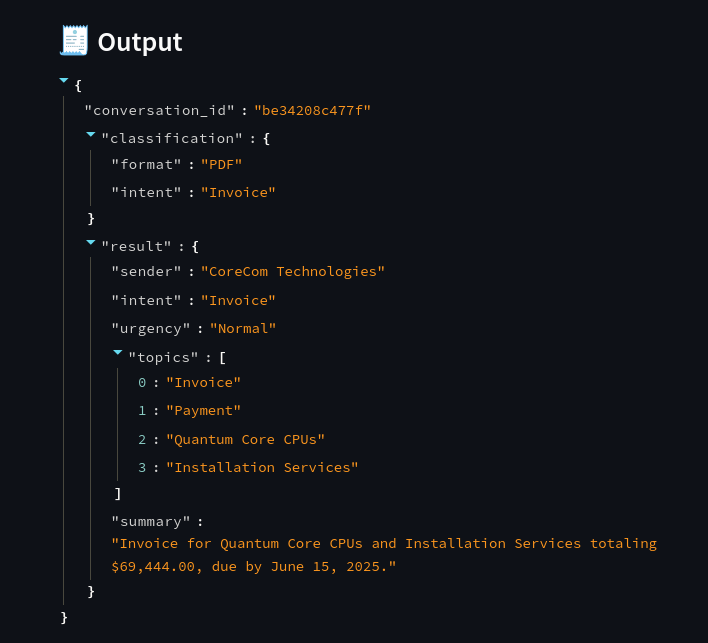 🧾 Output
{
"conversation_id" : "be34208c477f"
"classification" : {
"format" : "PDF"
"intent" : "Invoice"
}
"result" : {
"sender" : "CoreCom Technologies"
"intent" : "Invoice"
"urgency" : "Normal"
"topics" : [
0 : "Invoice"
1 : "Payment"
2 : "Quantum Core CPUs"
3 : "Installation Services"
]
"summary" :
"Invoice for Quantum Core CPUs and Installation Services totaling
$69,444.00, due by June 15, 2025."
}
}